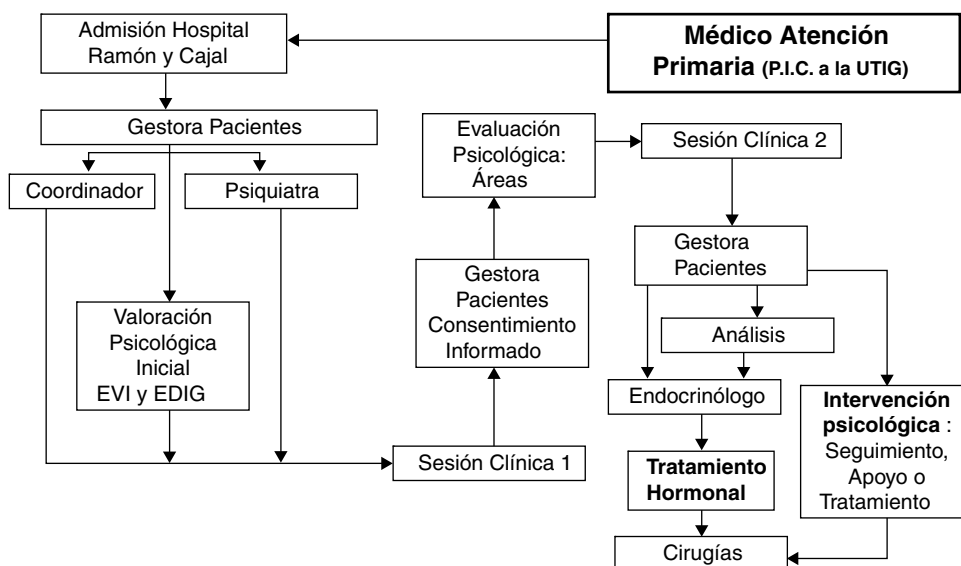 Médico Atención
Primaria (P.I.C. a la UTIG)
Admisión Hospital
Ramón y Cajal
Gestora Pacientes
Coordinador
Psiquiatra
Valoración
Psicológica
Inicial
EVI y EDIG
Sesión Clínica 1
Gestora
Pacientes
Consentimiento
Informado
Evaluación
Psicológica:
Áreas
Sesión Clínica 2
Gestora
Pacientes
Análisis
Endocrinólogo
Tratamiento
Hormonal
Intervención
psicológica :
Seguimiento,
Apoyo o
Tratamiento
Cirugías